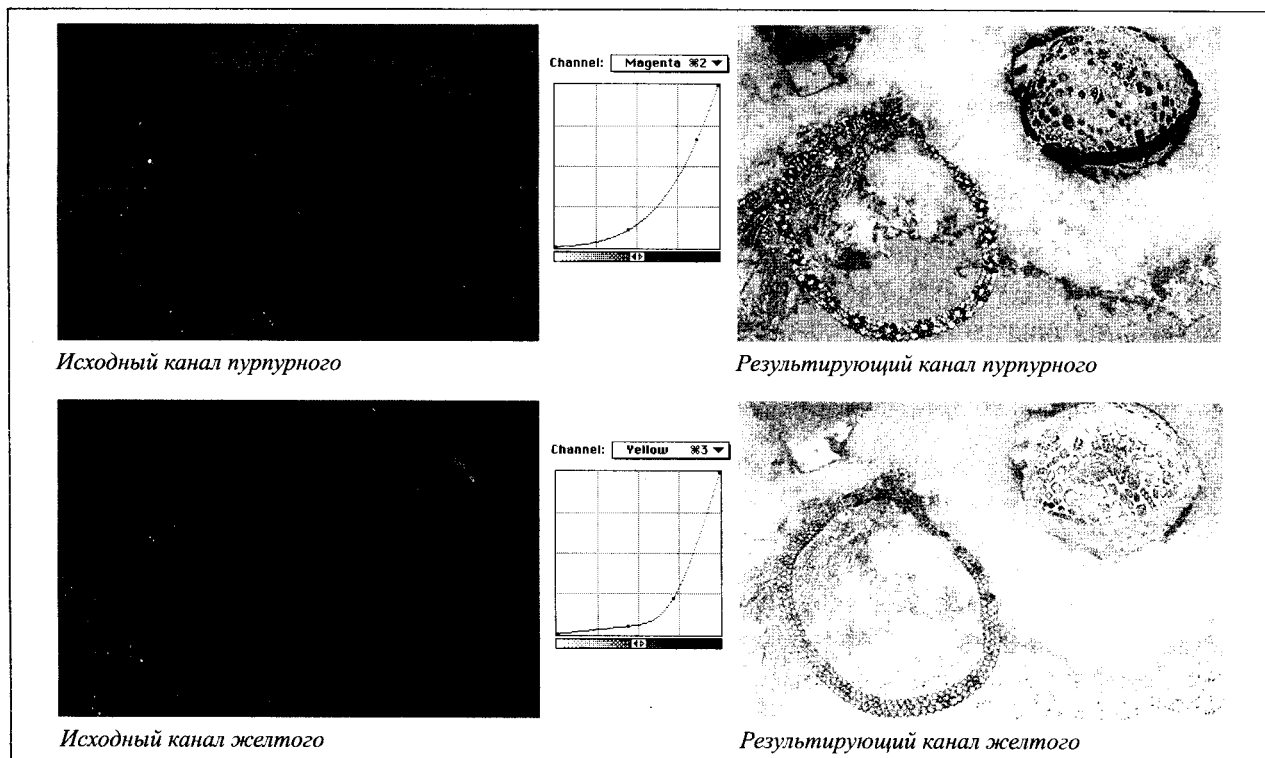 Channel: Magenta ⌘2
Исходный канал пурпурного
Результирующий канал пурпурного
Channel: Yellow ⌘3
Исходный канал желтого
Результирующий канал желтого